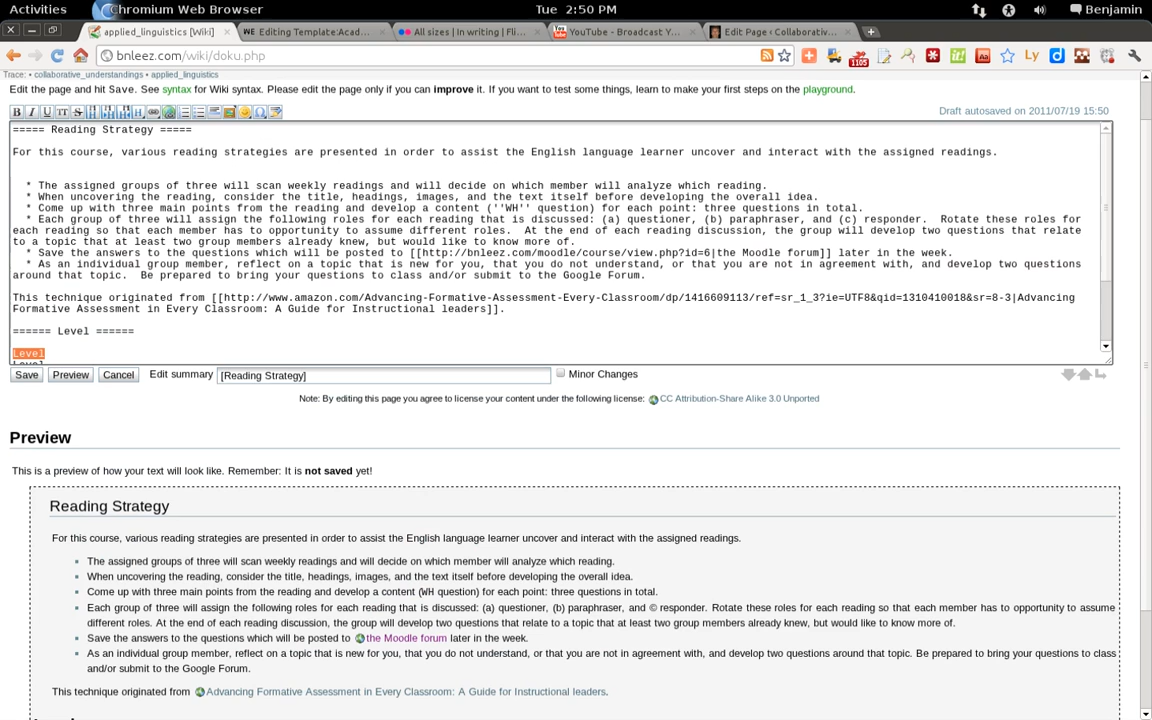 Activities Chromium Web Browser Tue 2:50 PM Benjamin
applied_linguistics [Wiki] WE Editing Template:Acad... All sizes | In writing | Fli... YouTube - Broadcast Y... Edit Page ‹ Collaborativ...
bnleez.com/wiki/doku.php 1105
Trace: • collaborative_understandings • applied_linguistics
Edit the page and hit Save. See syntax for Wiki syntax. Please edit the page only if you can improve it. If you want to test some things, learn to make your first steps on the playground.
Draft autosaved on 2011/07/19 15:50
===== Reading Strategy =====
For this course, various reading strategies are presented in order to assist the English language learner uncover and interact with the assigned readings.
* The assigned groups of three will scan weekly readings and will decide on which member will analyze which reading.
* When uncovering the reading, consider the title, headings, images, and the text itself before developing the overall idea.
* Come up with three main points from the reading and develop a content (''WH'' question) for each point: three questions in total.
* Each group of three will assign the following roles for each reading that is discussed: (a) questioner, (b) paraphraser, and (c) responder. Rotate these roles for
each reading so that each member has to opportunity to assume different roles. At the end of each reading discussion, the group will develop two questions that relate
to a topic that at least two group members already knew, but would like to know more of.
* Save the answers to the questions which will be posted to [[http://bnleez.com/moodle/course/view.php?id=6|the Moodle forum]] later in the week.
* As an individual group member, reflect on a topic that is new for you, that you do not understand, or that you are not in agreement with, and develop two questions
around that topic. Be prepared to bring your questions to class and/or submit to the Google Forum.
This technique originated from [[http://www.amazon.com/Advancing-Formative-Assessment-Every-Classroom/dp/1416609113/ref=sr_1_3?ie=UTF8&qid=1310410018&sr=8-3|Advancing
Formative Assessment in Every Classroom: A Guide for Instructional leaders]].
====== Level ======
Level
Save Preview Cancel Edit summary [Reading Strategy] Minor Changes
Note: By editing this page you agree to license your content under the following license: CC Attribution-Share Alike 3.0 Unported
Preview
This is a preview of how your text will look like. Remember: It is not saved yet!
Reading Strategy
For this course, various reading strategies are presented in order to assist the English language learner uncover and interact with the assigned readings.
The assigned groups of three will scan weekly readings and will decide on which member will analyze which reading.
When uncovering the reading, consider the title, headings, images, and the text itself before developing the overall idea.
Come up with three main points from the reading and develop a content (WH question) for each point: three questions in total.
Each group of three will assign the following roles for each reading that is discussed: (a) questioner, (b) paraphraser, and © responder. Rotate these roles for each reading so that each member has to opportunity to assume
different roles. At the end of each reading discussion, the group will develop two questions that relate to a topic that at least two group members already knew, but would like to know more of.
Save the answers to the questions which will be posted to the Moodle forum later in the week.
As an individual group member, reflect on a topic that is new for you, that you do not understand, or that you are not in agreement with, and develop two questions around that topic. Be prepared to bring your questions to class
and/or submit to the Google Forum.
This technique originated from Advancing Formative Assessment in Every Classroom: A Guide for Instructional leaders.